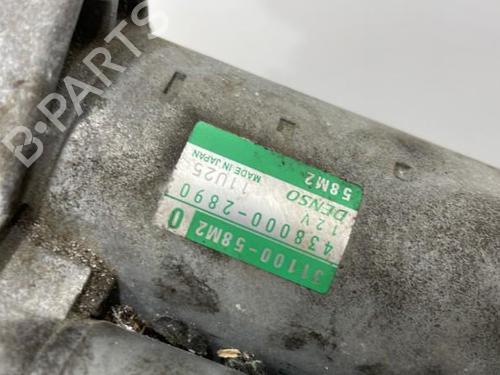 B-PARTS
31100-58M2 0
438000-2890
12V 11U25
DENSO MADE IN JAPAN
58M2